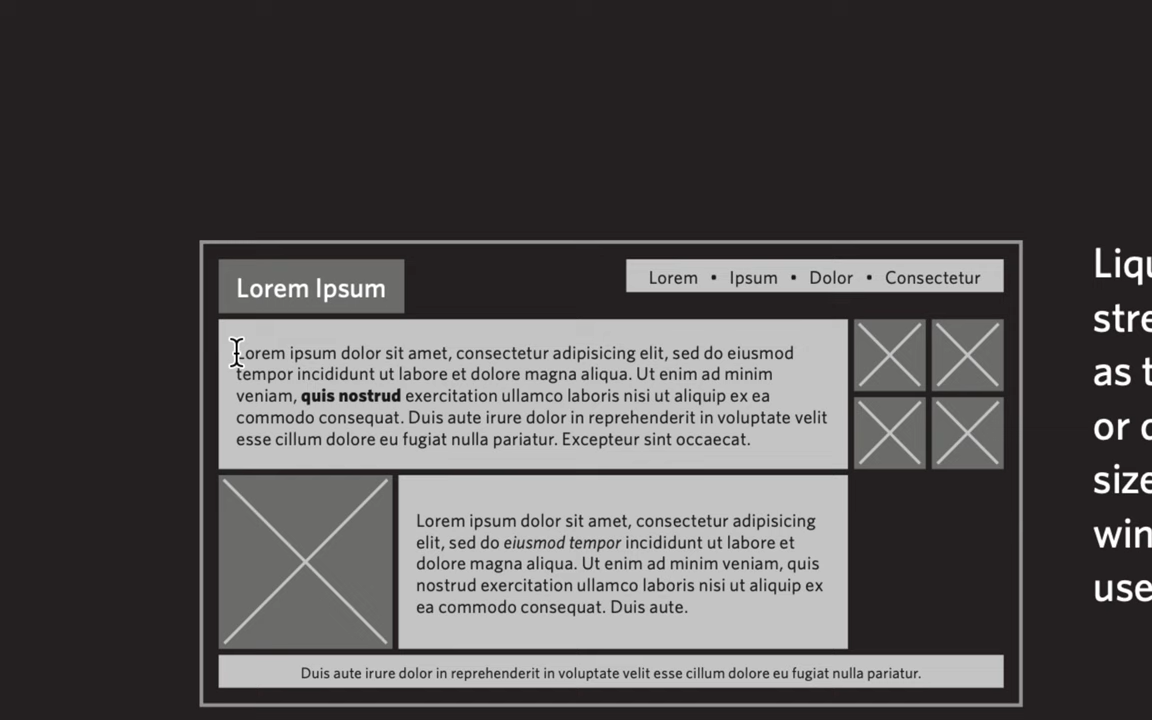 Lorem Ipsum
Lorem • Ipsum • Dolor • Consectetur
Lorem ipsum dolor sit amet, consectetur adipisicing elit, sed do eiusmod
tempor incididunt ut labore et dolore magna aliqua. Ut enim ad minim
veniam, quis nostrud exercitation ullamco laboris nisi ut aliquip ex ea
commodo consequat. Duis aute irure dolor in reprehenderit in voluptate velit
esse cillum dolore eu fugiat nulla pariatur. Excepteur sint occaecat.
Lorem ipsum dolor sit amet, consectetur adipisicing
elit, sed do eiusmod tempor incididunt ut labore et
dolore magna aliqua. Ut enim ad minim veniam, quis
nostrud exercitation ullamco laboris nisi ut aliquip ex
ea commodo consequat. Duis aute.
Duis aute irure dolor in reprehenderit in voluptate velit esse cillum dolore eu fugiat nulla pariatur.
as
or